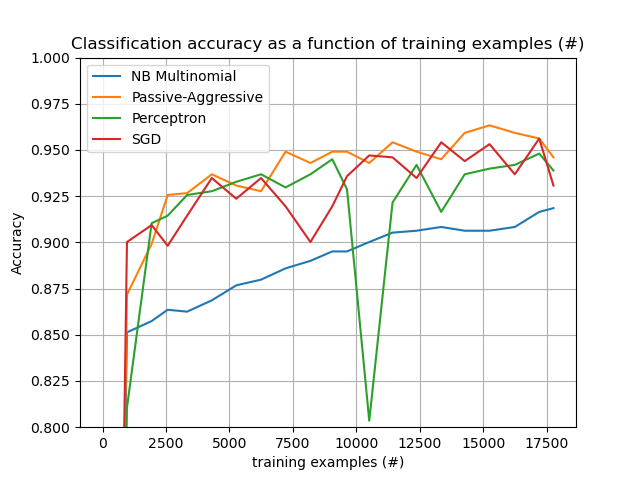 Classification accuracy as a function of training examples (#)
1.000
0.975
0.950
0.925
0.900
0.875
0.850
0.825
0.800
Accuracy
NB Multinomial
Passive-Aggressive
Perceptron
SGD
0 2500 5000 7500 10000 12500 15000 17500
training examples (#)